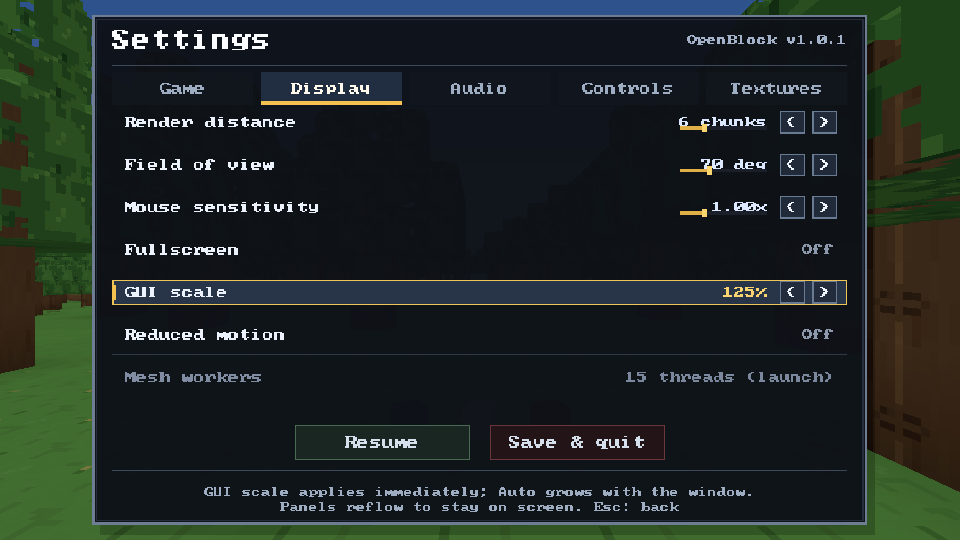 Settings
OpenBlock v1.0.1
Game Display Audio Controls Textures
Render distance 6 chunks < >
Field of view 70 deg < >
Mouse sensitivity 1.00x < >
Fullscreen Off
GUI scale 125% < >
Reduced motion Off
Mesh workers 15 threads (launch)
Resume Save & quit
GUI scale applies immediately; Auto grows with the window.
Panels reflow to stay on screen. Esc: back